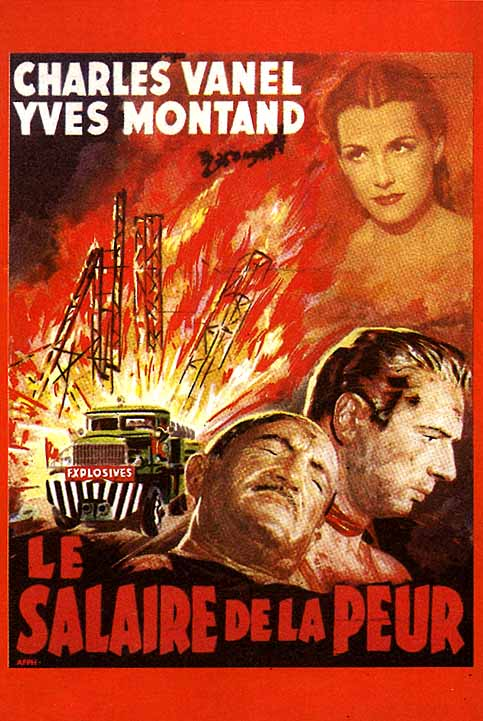 CHARLES VANEL
YVES MONTAND
EXPLOSIVES
LE
SALAIRE DE LA PEUR